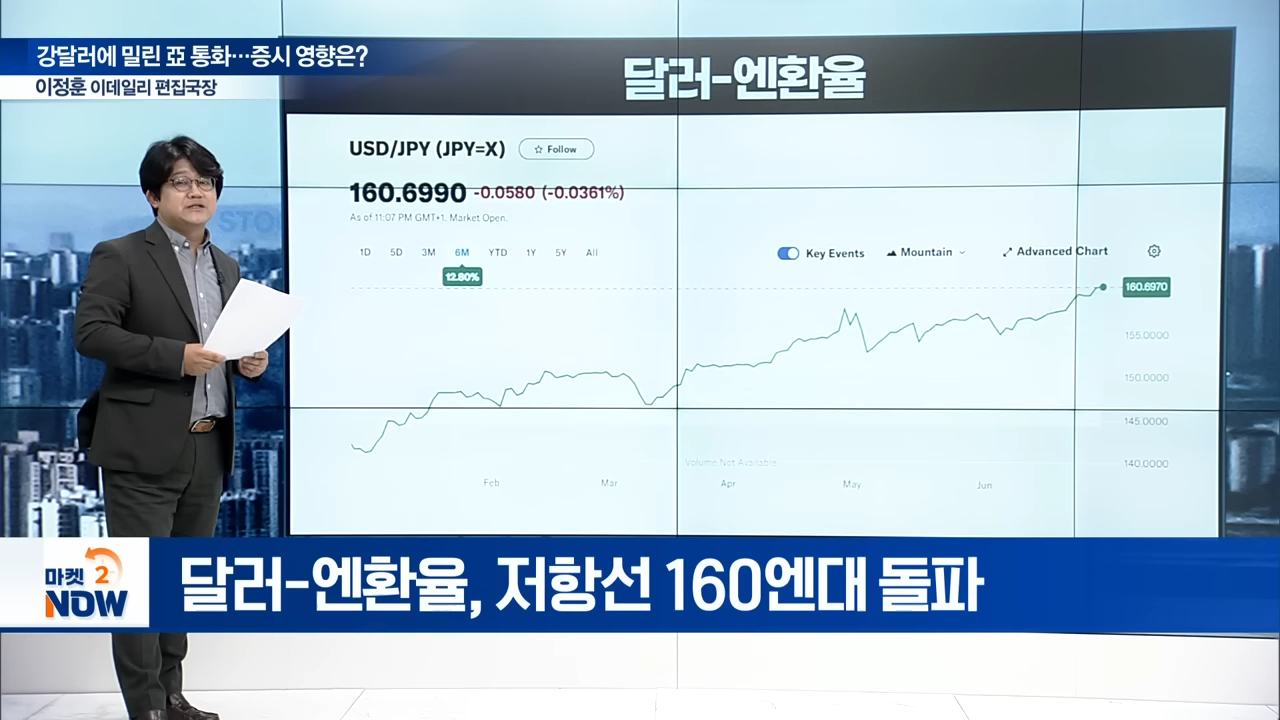 강달러에 밀린 亞 통화…증시 영향은?
이정훈 이데일리 편집국장
달러-엔환율
USD/JPY (JPY=X) ☆ Follow
160.6990 -0.0580 (-0.0361%)
As of 11:07 PM GMT+1. Market Open.
1D 5D 3M 6M YTD 1Y 5Y All
Key Events Mountain Advanced Chart
12.80%
160.6970
155.0000
150.0000
145.0000
140.0000
Volume Not Available
Feb Mar Apr May Jun
STO
마켓 2
NOW
달러-엔환율, 저항선 160엔대 돌파